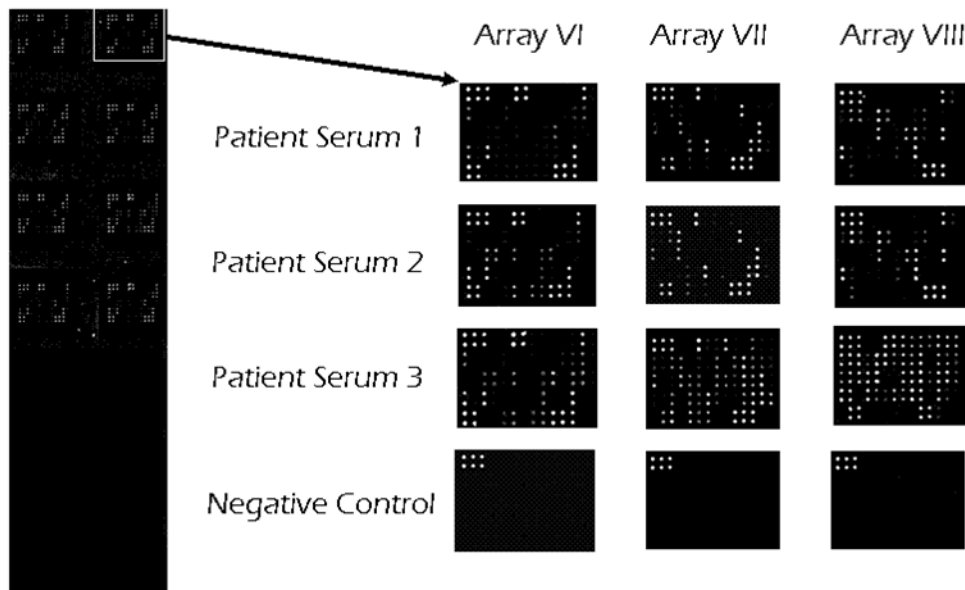 Array VI Array VII Array VIII
Patient Serum 1
Patient Serum 2
Patient Serum 3
Negative Control